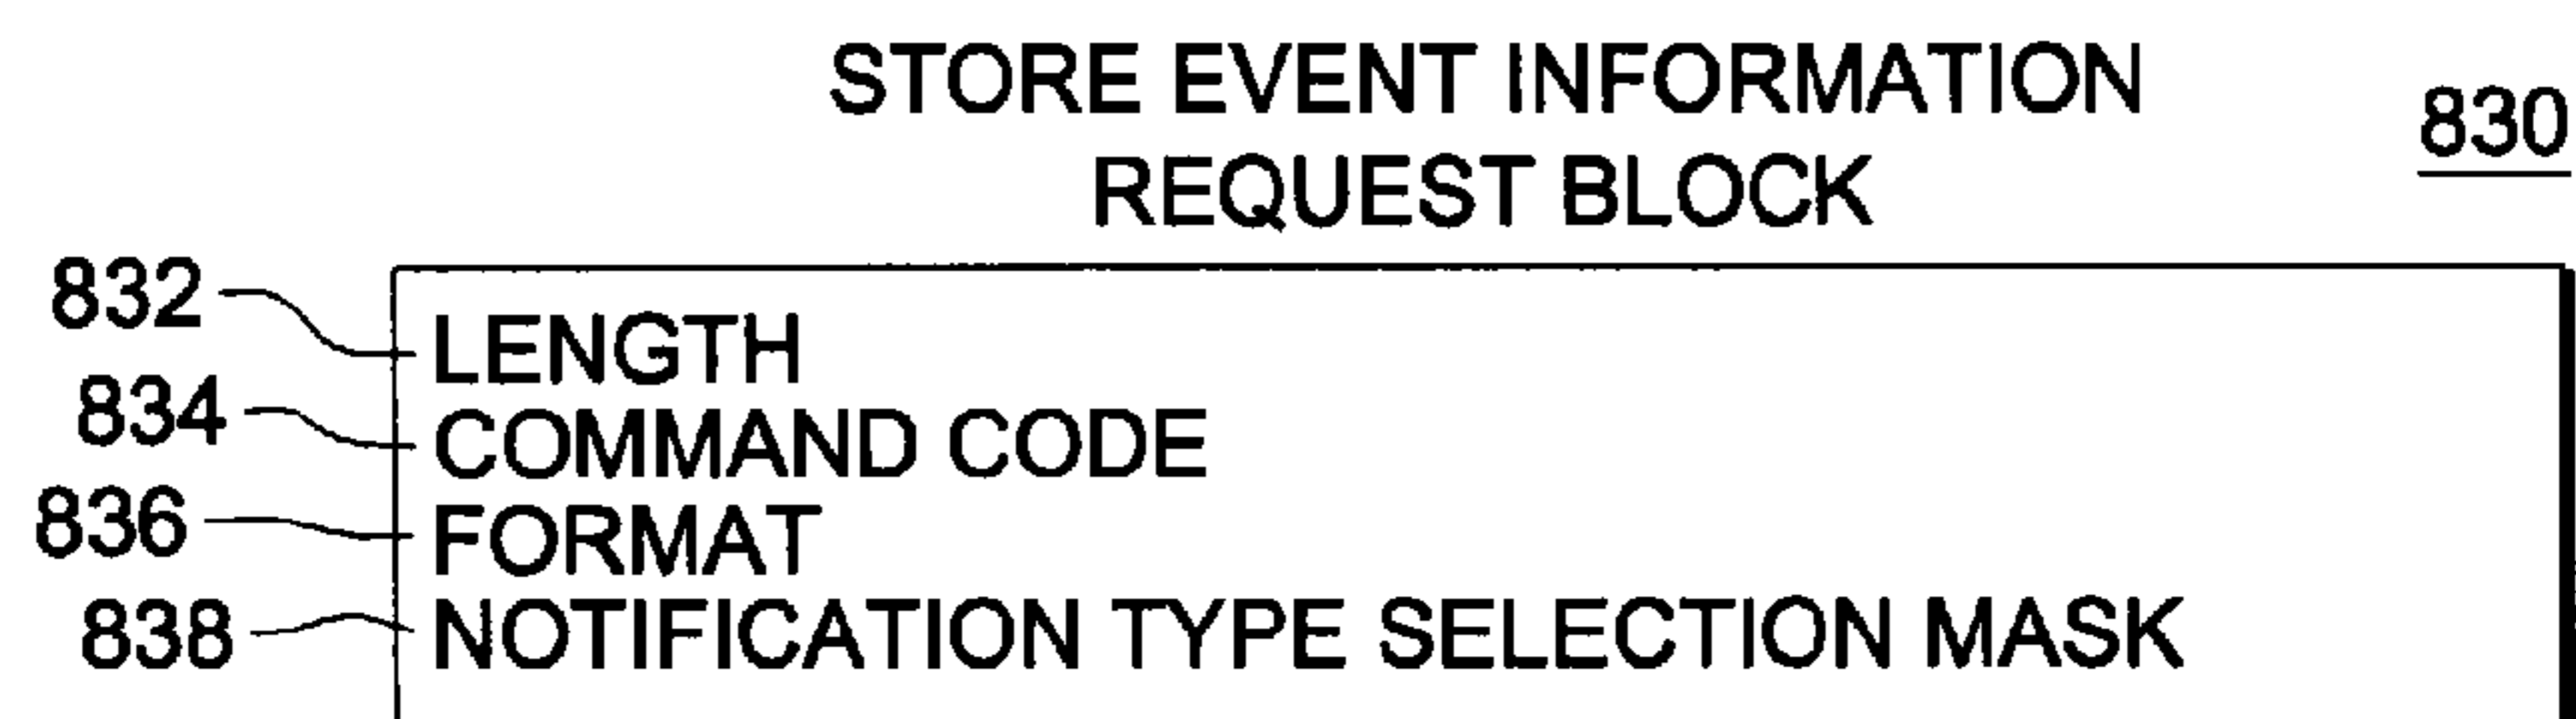 STORE EVENT INFORMATION
REQUEST BLOCK
830
832 LENGTH
834 COMMAND CODE
836 FORMAT
838 NOTIFICATION TYPE SELECTION MASK